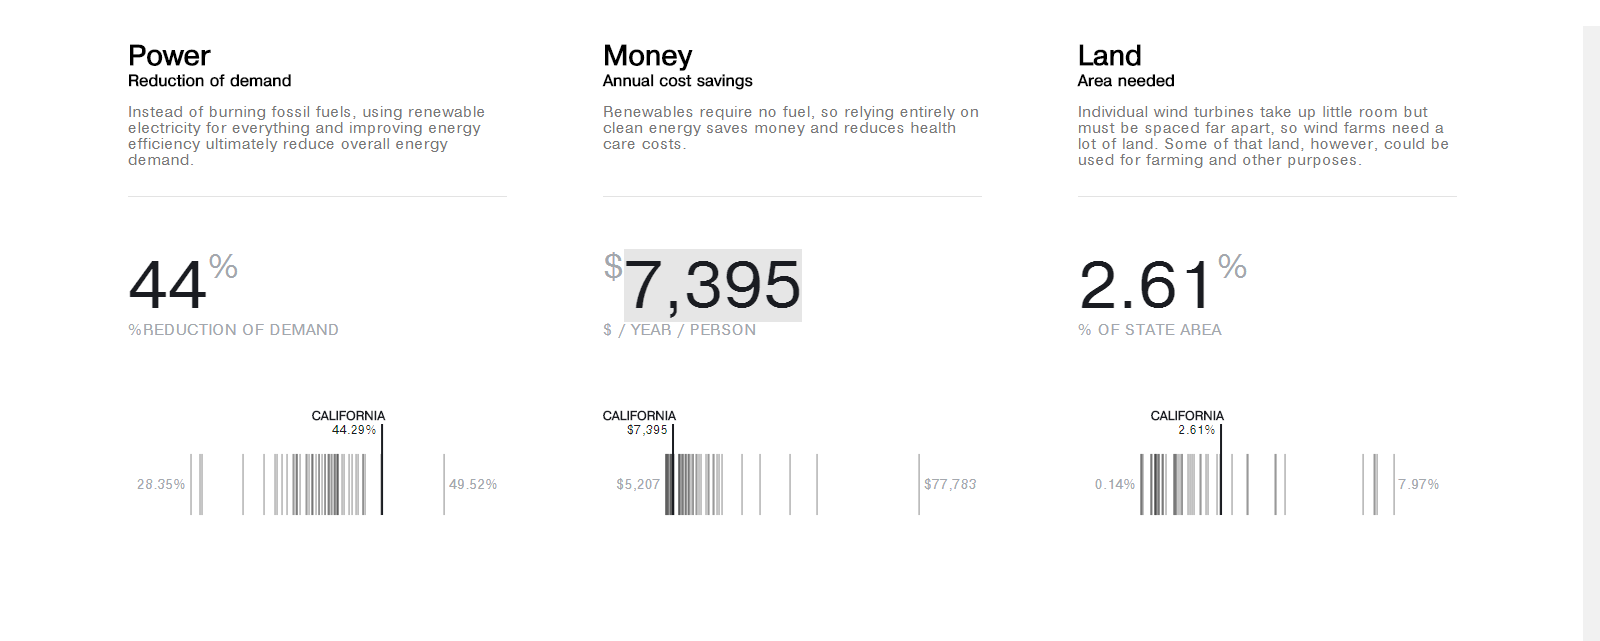 Power
Reduction of demand
Instead of burning fossil fuels, using renewable
electricity for everything and improving energy
efficiency ultimately reduce overall energy
demand.
44%
%REDUCTION OF DEMAND
CALIFORNIA
44.29%
28.35%
49.52%
Money
Annual cost savings
Renewables require no fuel, so relying entirely on
clean energy saves money and reduces health
care costs.
$7,395
$ / YEAR / PERSON
CALIFORNIA
$7,395
$5,207
$77,783
Land
Area needed
Individual wind turbines take up little room but
must be spaced far apart, so wind farms need a
lot of land. Some of that land, however, could be
used for farming and other purposes.
2.61%
% OF STATE AREA
CALIFORNIA
2.61%
0.14%
7.97%